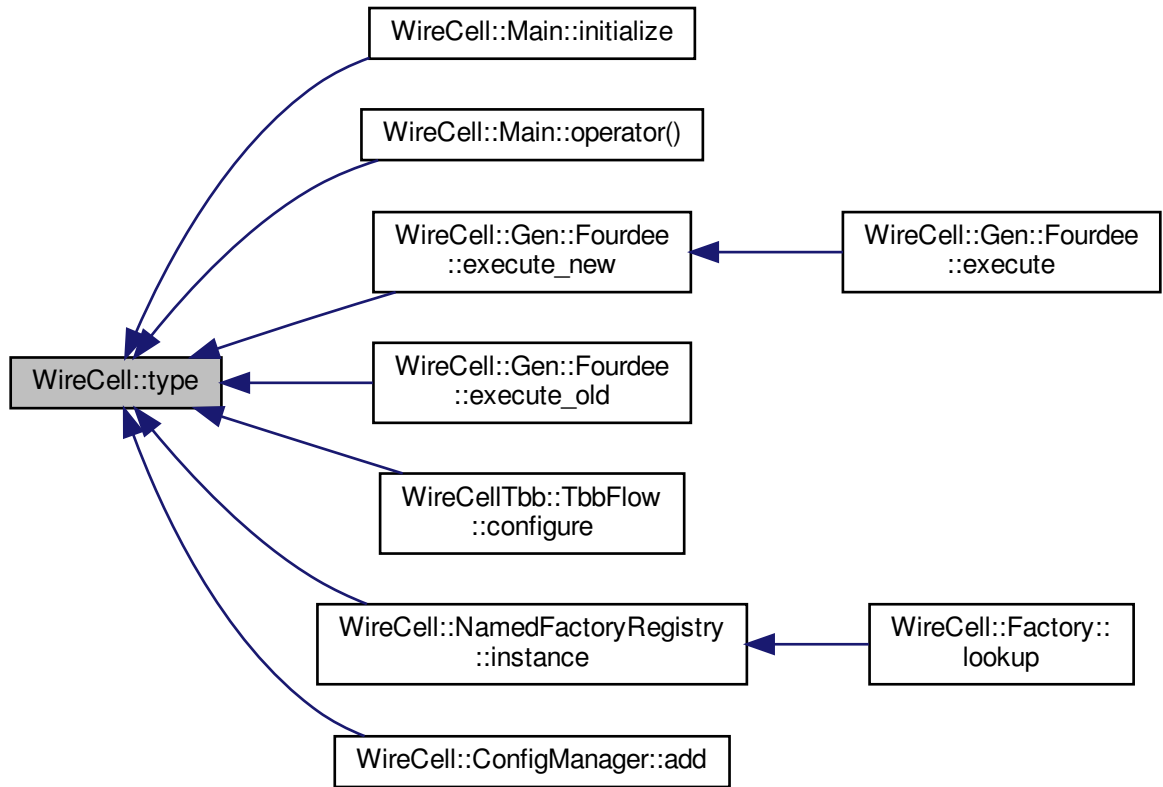 WireCell::Main::initialize
WireCell::Main::operator()
WireCell::Gen::Fourdee
::execute_new
WireCell::Gen::Fourdee
::execute
WireCell::type
WireCell::Gen::Fourdee
::execute_old
WireCellTbb::TbbFlow
::configure
WireCell::NamedFactoryRegistry
::instance
WireCell::Factory::
lookup
WireCell::ConfigManager::add